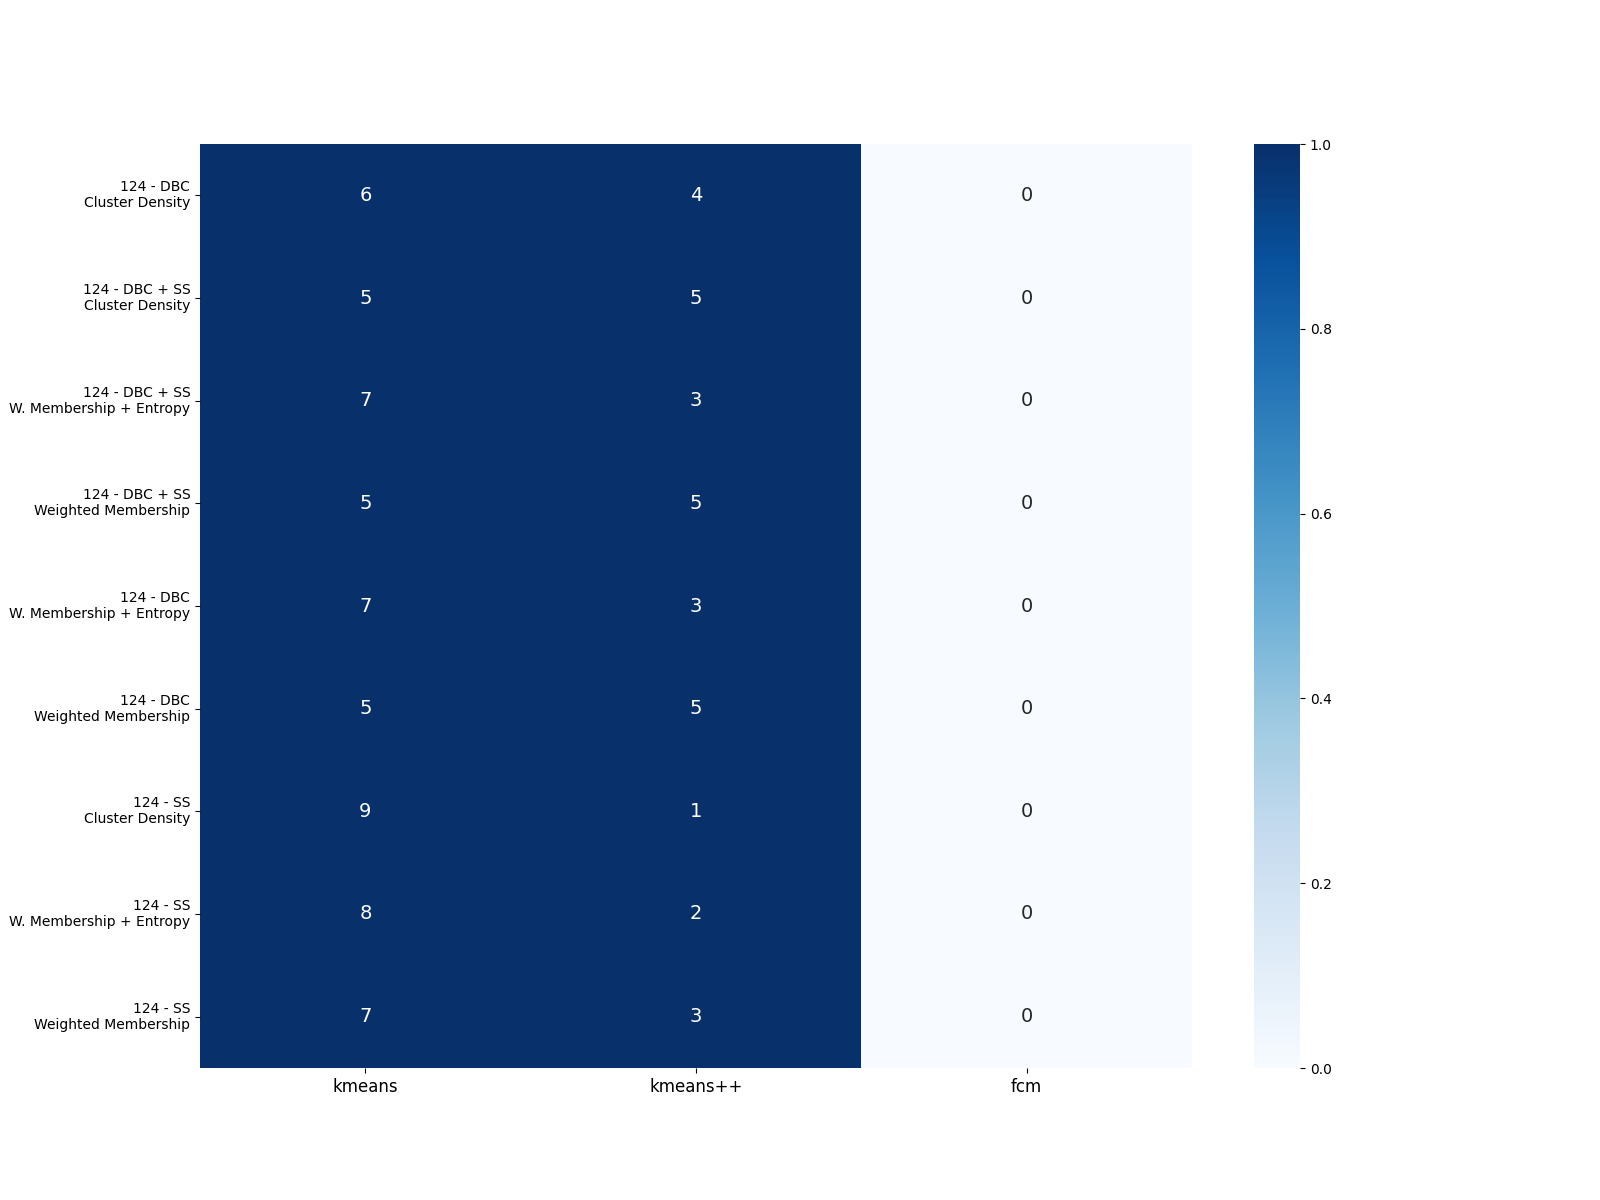 124 - DBC
Cluster Density
6 4 0
124 - DBC + SS
Cluster Density
5 5 0
124 - DBC + SS
W. Membership + Entropy
7 3 0
124 - DBC + SS
Weighted Membership
5 5 0
124 - DBC
W. Membership + Entropy
7 3 0
124 - DBC
Weighted Membership
5 5 0
124 - SS
Cluster Density
9 1 0
124 - SS
W. Membership + Entropy
8 2 0
124 - SS
Weighted Membership
7 3 0
kmeans kmeans++ fcm
1.0
0.8
0.6
0.4
0.2
0.0